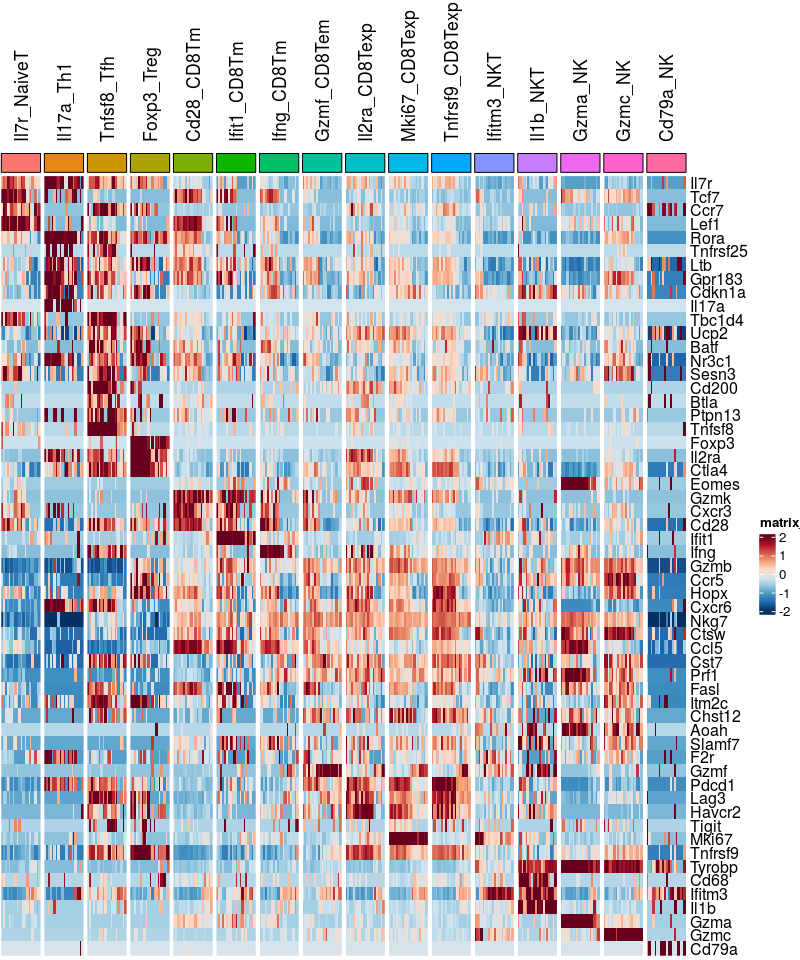 Il7r_NaiveT
Il17a_Th1
Tnfsf8_Tfh
Foxp3_Treg
Cd28_CD8Tm
Ifit1_CD8Tm
Ifng_CD8Tm
Gzmf_CD8Tem
Il2ra_CD8Texp
Mki67_CD8Texp
Tnfrsf9_CD8Texp
Ifitm3_NKT
Il1b_NKT
Gzma_NK
Gzmc_NK
Cd79a_NK
Il7r
Tcf7
Ccr7
Lef1
Rora
Tnfrsf25
Ltb
Gpr183
Cdkn1a
Il17a
Tbc1d4
Ucp2
Batf
Nr3c1
Sesn3
Cd200
Btla
Ptpn13
Tnfsf8
Foxp3
Il2ra
Ctla4
Eomes
Gzmk
Cxcr3
Cd28
Ifit1
Ifng
Gzmb
Ccr5
Hopx
Cxcr6
Nkg7
Ctsw
Ccl5
Cst7
Prf1
Fasl
Itm2c
Chst12
Aoah
Slamf7
F2r
Gzmf
Pdcd1
Lag3
Havcr2
Tigit
Mki67
Tnfrsf9
Tyrobp
Cd68
Ifitm3
Il1b
Gzma
Gzmc
Cd79a
matrix_
2
1
0
-1
-2